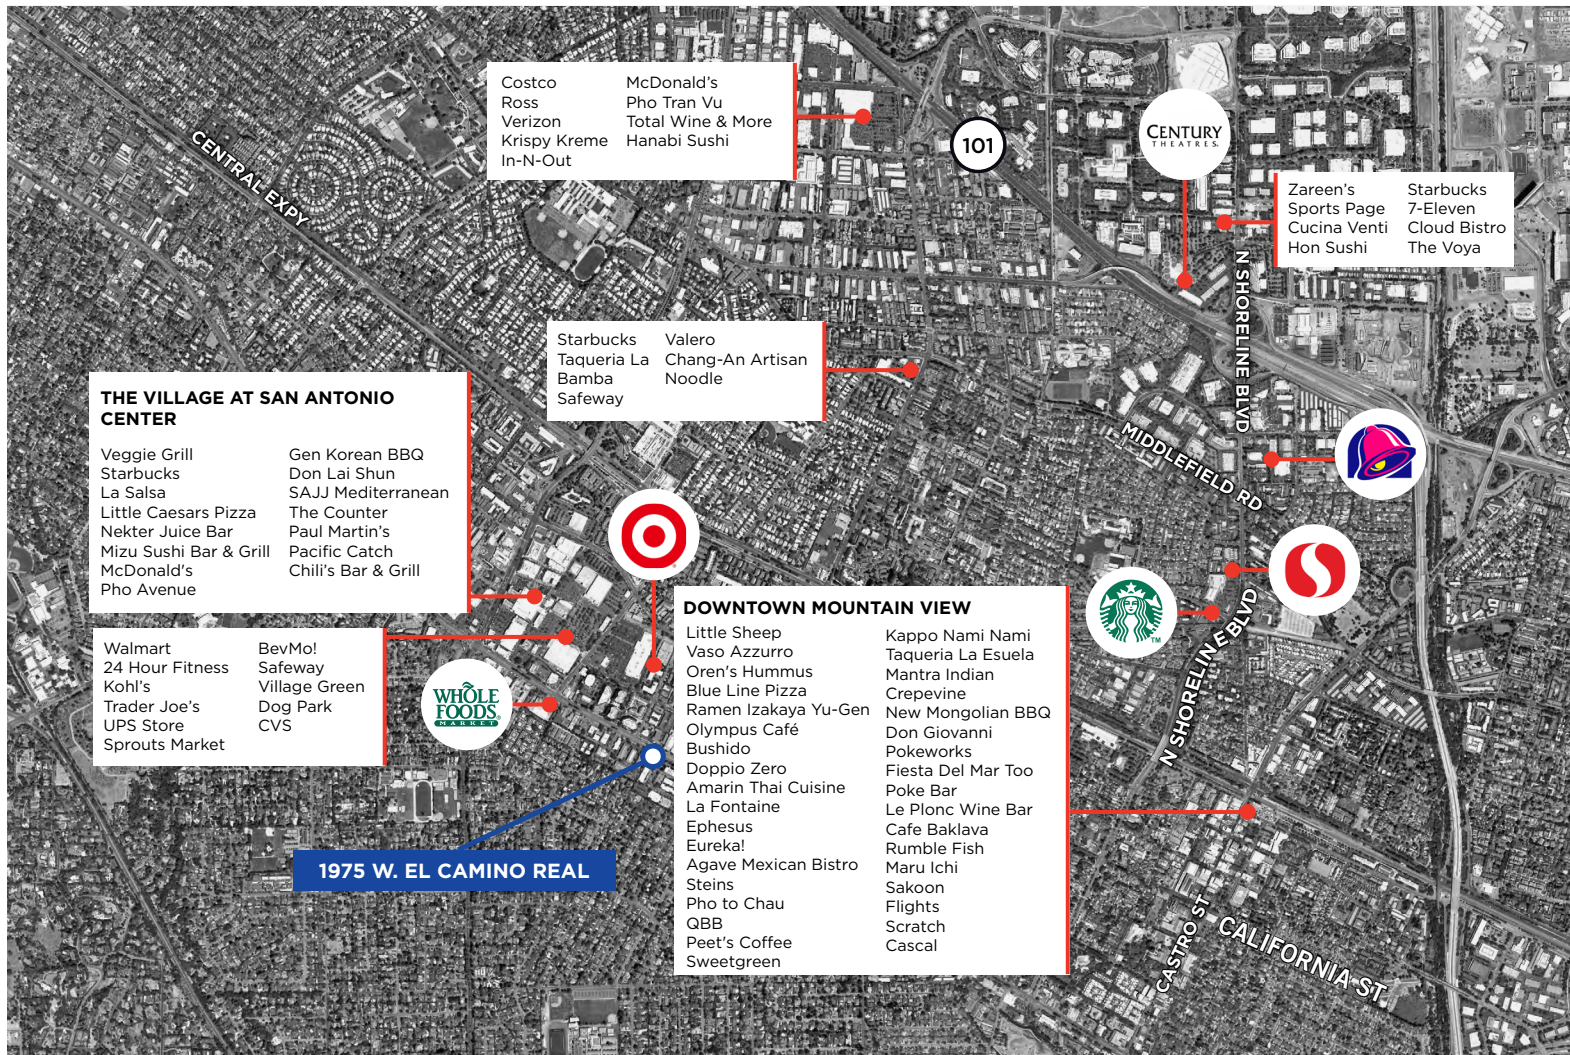 Costco
Ross
Verizon
Krispy Kreme
In-N-Out
McDonald's
Pho Tran Vu
Total Wine & More
Hanabi Sushi
101
CENTURY
THEATRES.
Zareen's
Sports Page
Cucina Venti
Hon Sushi
Starbucks
7-Eleven
Cloud Bistro
The Voya
CENTRAL EXPY
N SHORELINE BLVD
Starbucks
Taqueria La
Bamba
Safeway
Valero
Chang-An Artisan
Noodle
THE VILLAGE AT SAN ANTONIO
CENTER
Veggie Grill
Starbucks
La Salsa
Little Caesars Pizza
Nekter Juice Bar
Mizu Sushi Bar & Grill
McDonald's
Pho Avenue
Gen Korean BBQ
Don Lai Shun
SAJJ Mediterranean
The Counter
Paul Martin's
Pacific Catch
Chili's Bar & Grill
MIDDLEFIELD RD
Walmart
24 Hour Fitness
Kohl's
Trader Joe's
UPS Store
Sprouts Market
BevMo!
Safeway
Village Green
Dog Park
CVS
WHOLE
FOODS®
MARKET
TM
N SHORELINE BLVD
DOWNTOWN MOUNTAIN VIEW
Little Sheep
Vaso Azzurro
Oren's Hummus
Blue Line Pizza
Ramen Izakaya Yu-Gen
Olympus Café
Bushido
Doppio Zero
Amarin Thai Cuisine
La Fontaine
Ephesus
Eureka!
Agave Mexican Bistro
Steins
Pho to Chau
QBB
Peet's Coffee
Sweetgreen
Kappo Nami Nami
Taqueria La Esuela
Mantra Indian
Crepevine
New Mongolian BBQ
Don Giovanni
Pokeworks
Fiesta Del Mar Too
Poke Bar
Le Plonc Wine Bar
Cafe Baklava
Rumble Fish
Maru Ichi
Sakoon
Flights
Scratch
Cascal
1975 W. EL CAMINO REAL
CASTRO ST
CALIFORNIA ST